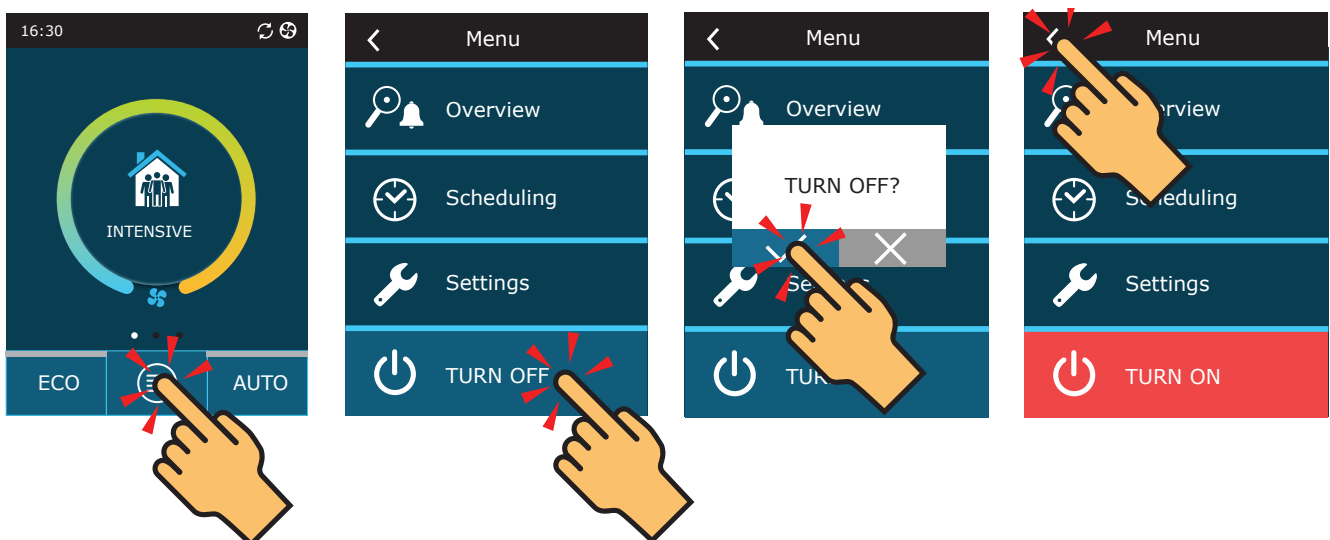 16:30
INTENSIVE
ECO
AUTO
Menu
Overview
Scheduling
Settings
TURN OFF
Menu
Overview
TURN OFF?
Menu
Scheduling
Settings
TURN ON